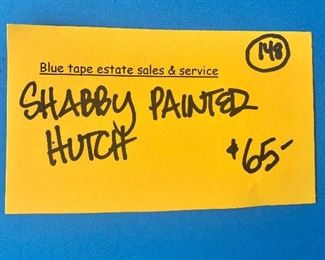 148
Blue tape estate sales & service
SHABBY PAINTED
HUTCH $65-